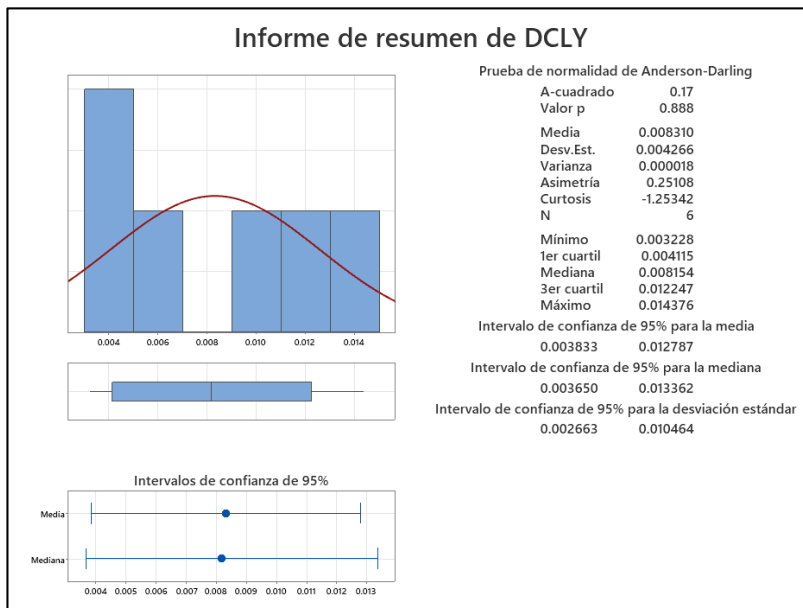 Informe de resumen de DCLY
Prueba de normalidad de Anderson-Darling
A-cuadrado 0.17
Valor p 0.888
Media 0.008310
Desv.Est. 0.004266
Varianza 0.000018
Asimetría 0.25108
Curtosis -1.25342
N 6
Mínimo 0.003228
1er cuartil 0.004115
Mediana 0.008154
3er cuartil 0.012247
Máximo 0.014376
Intervalo de confianza de 95% para la media
0.003833 0.012787
Intervalo de confianza de 95% para la mediana
0.003650 0.013362
Intervalo de confianza de 95% para la desviación estándar
0.002663 0.010464
0.004 0.006 0.008 0.010 0.012 0.014
Intervalos de confianza de 95%
Media
Mediana
0.004 0.005 0.006 0.007 0.008 0.009 0.010 0.011 0.012 0.013